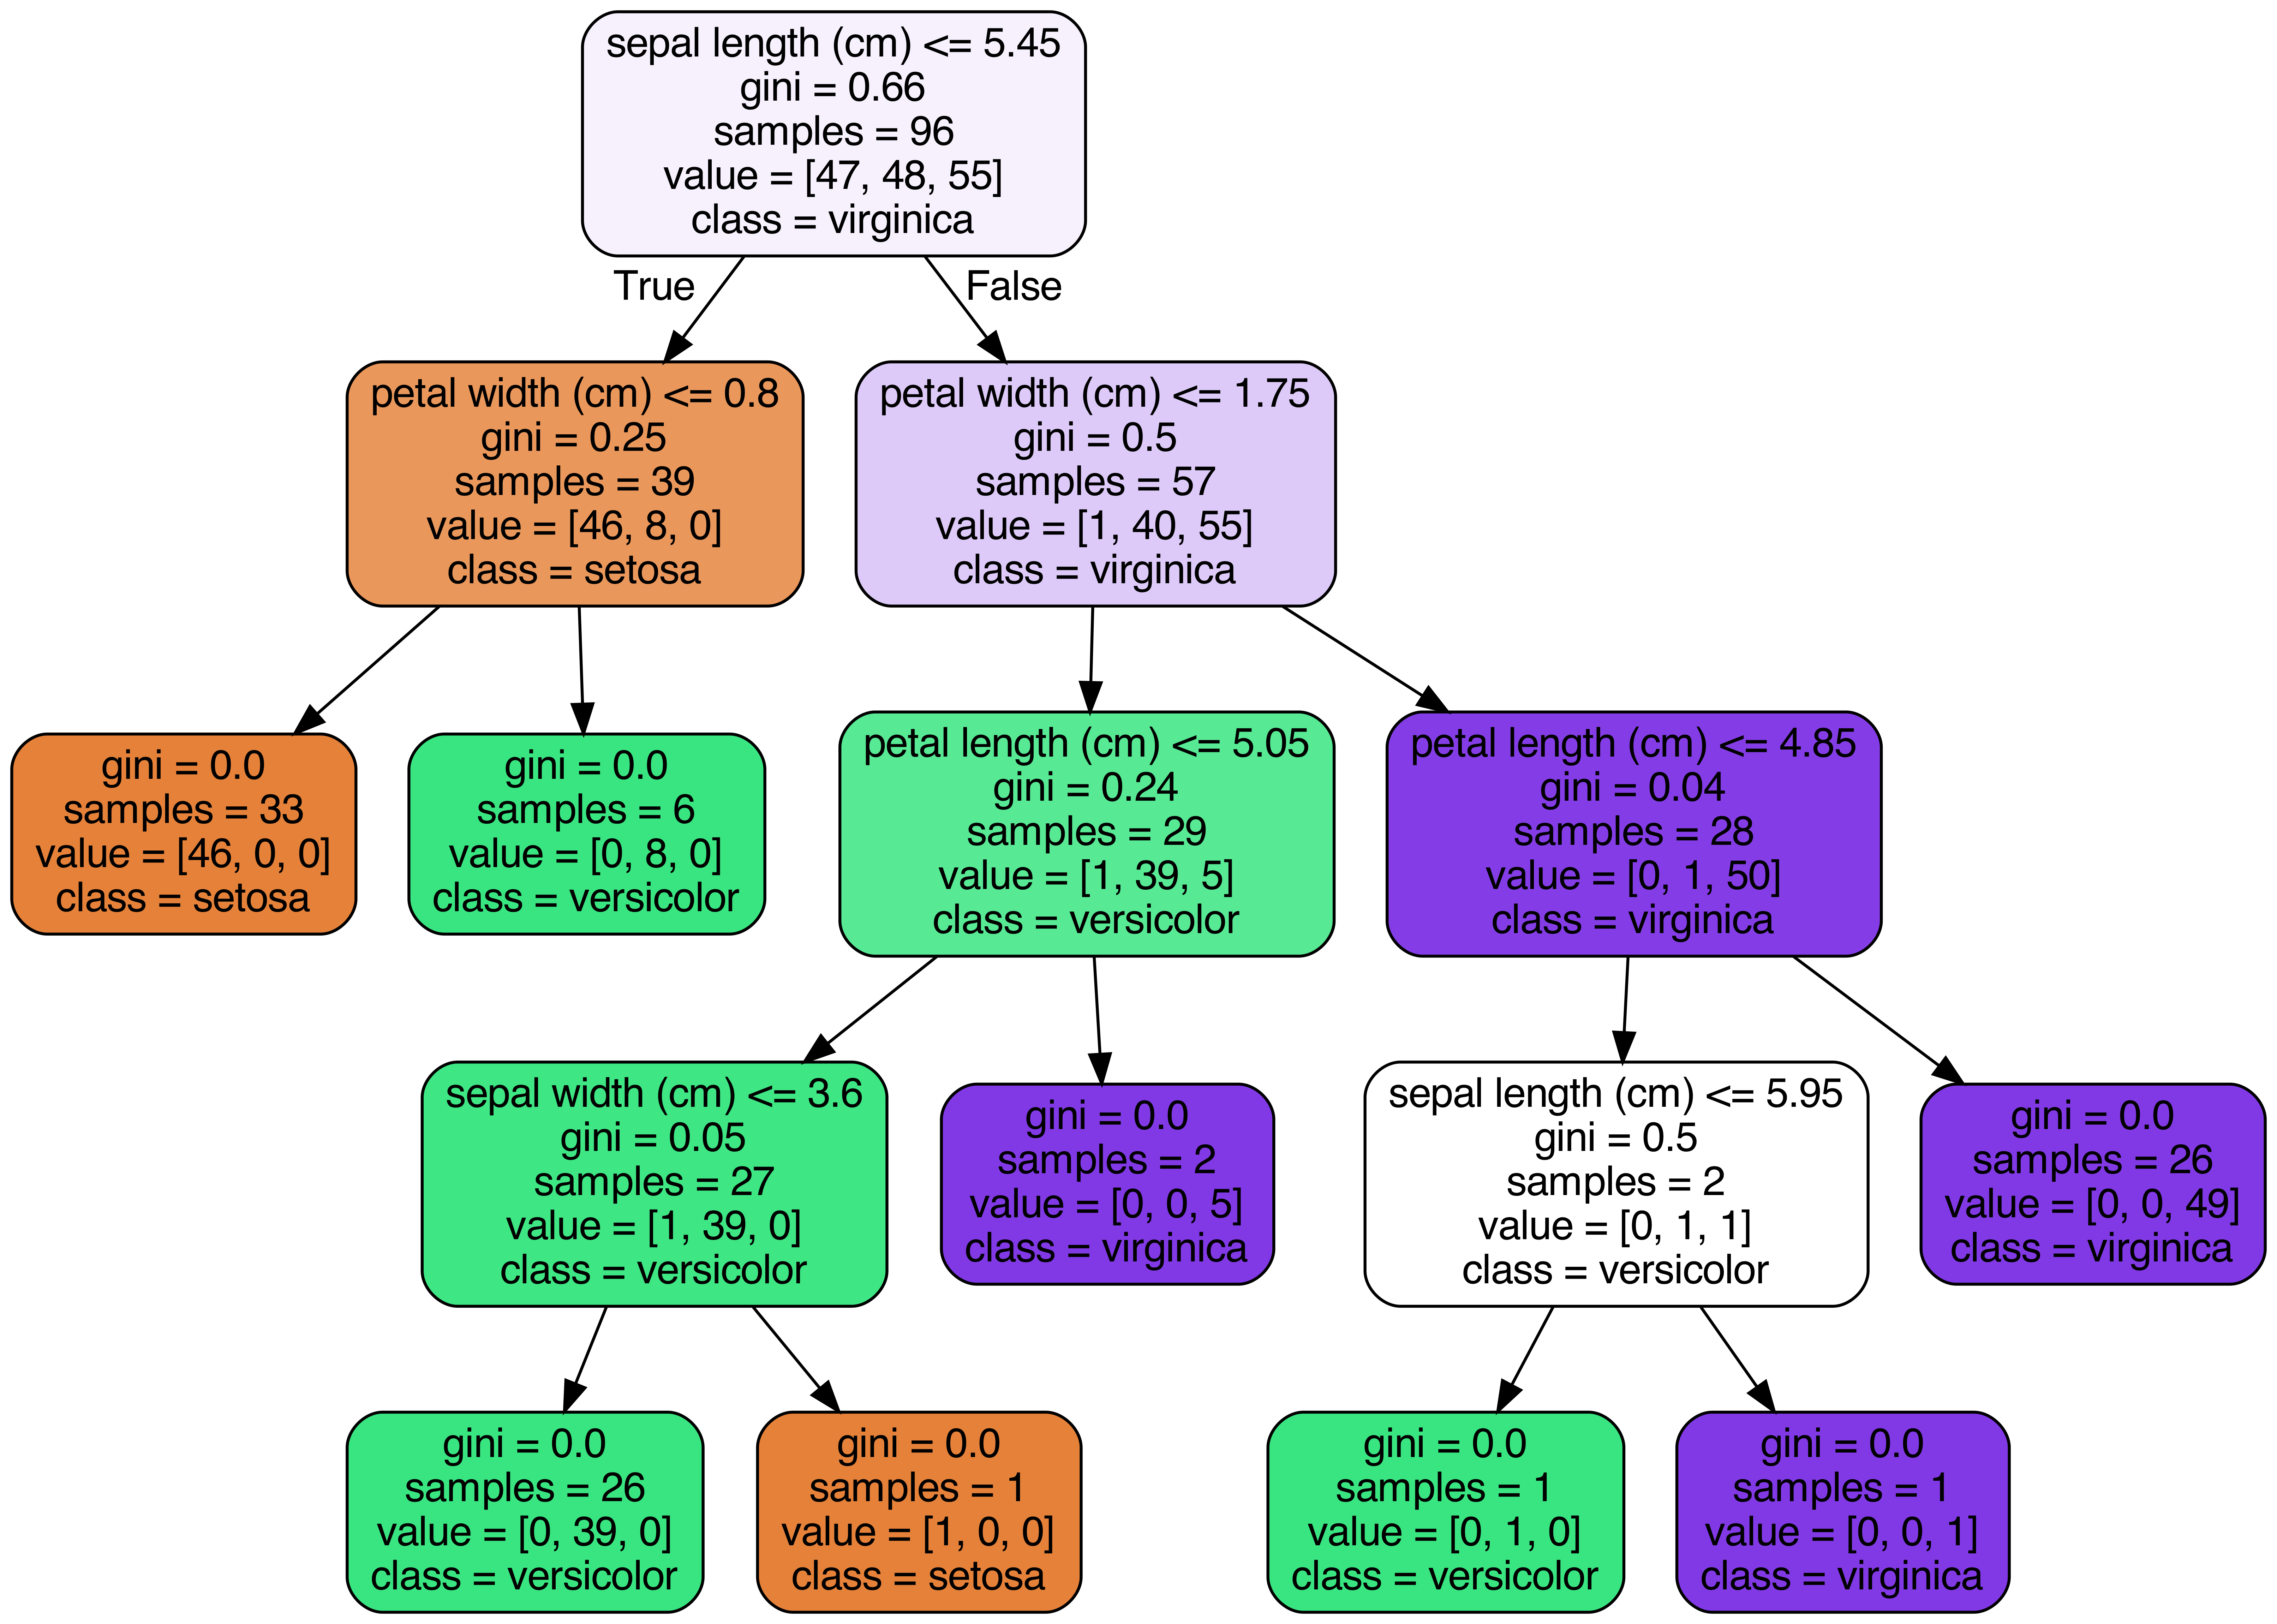 sepal length (cm) <= 5.45
gini = 0.66
samples = 96
value = [47, 48, 55]
class = virginica
True
False
petal width (cm) <= 0.8
gini = 0.25
samples = 39
value = [46, 8, 0]
class = setosa
petal width (cm) <= 1.75
gini = 0.5
samples = 57
value = [1, 40, 55]
class = virginica
gini = 0.0
samples = 33
value = [46, 0, 0]
class = setosa
gini = 0.0
samples = 6
value = [0, 8, 0]
class = versicolor
petal length (cm) <= 5.05
gini = 0.24
samples = 29
value = [1, 39, 5]
class = versicolor
petal length (cm) <= 4.85
gini = 0.04
samples = 28
value = [0, 1, 50]
class = virginica
sepal width (cm) <= 3.6
gini = 0.05
samples = 27
value = [1, 39, 0]
class = versicolor
gini = 0.0
samples = 2
value = [0, 0, 5]
class = virginica
sepal length (cm) <= 5.95
gini = 0.5
samples = 2
value = [0, 1, 1]
class = versicolor
gini = 0.0
samples = 26
value = [0, 0, 49]
class = virginica
gini = 0.0
samples = 26
value = [0, 39, 0]
class = versicolor
gini = 0.0
samples = 1
value = [1, 0, 0]
class = setosa
gini = 0.0
samples = 1
value = [0, 1, 0]
class = versicolor
gini = 0.0
samples = 1
value = [0, 0, 1]
class = virginica